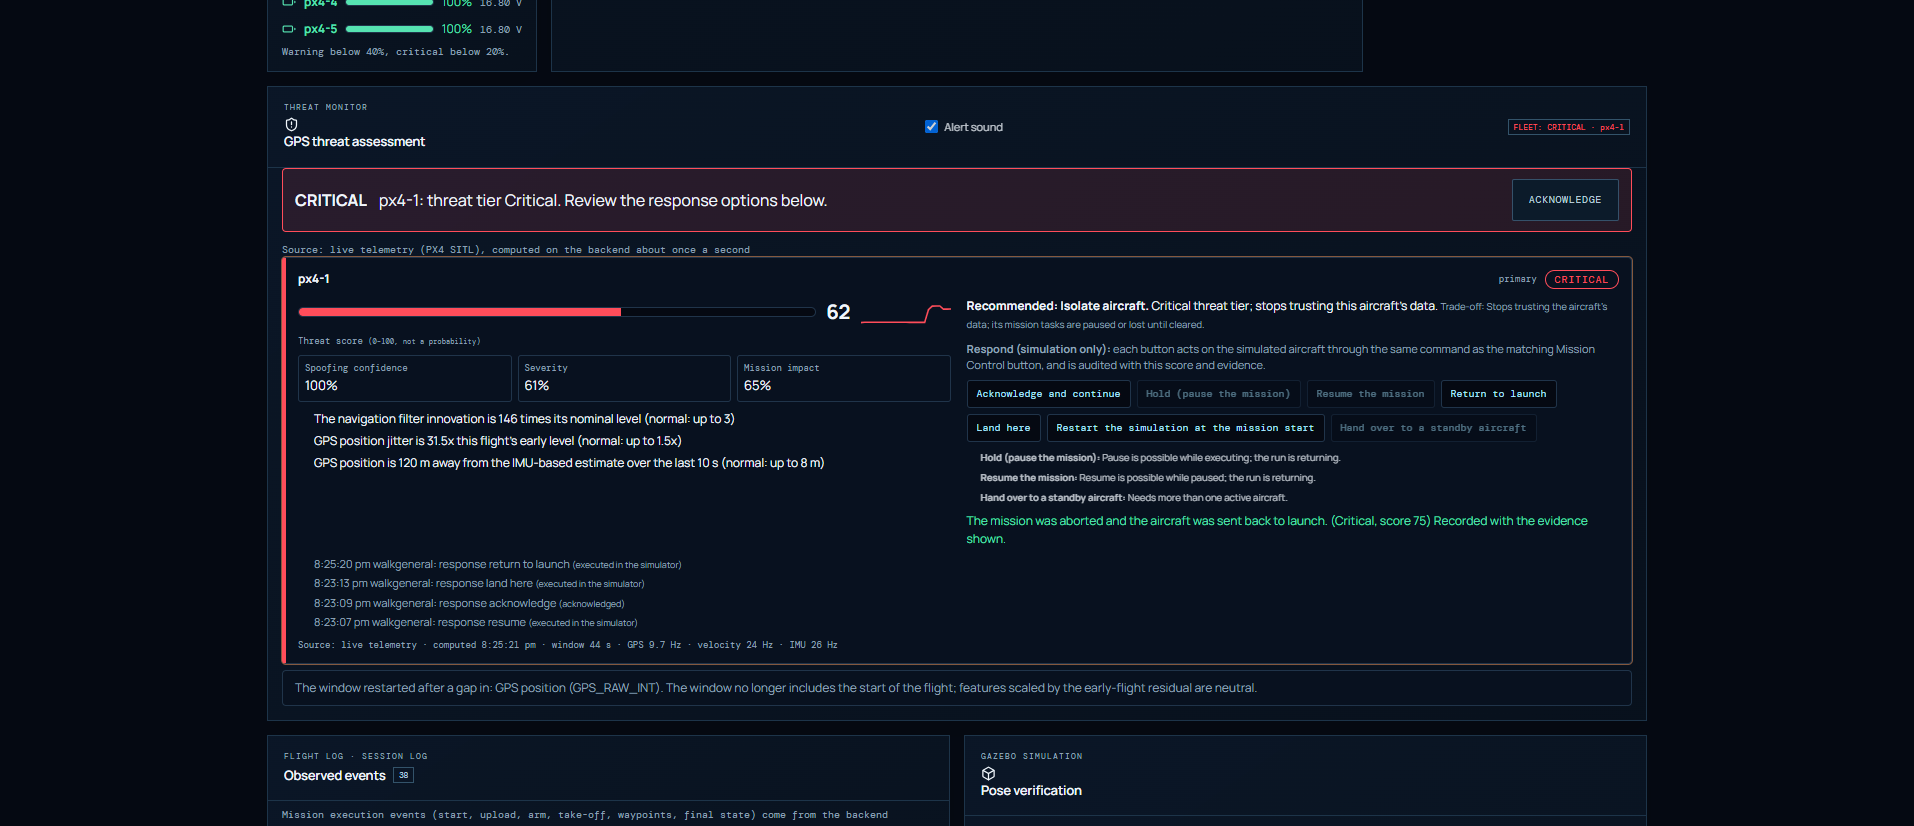 px4-4 100% 16.80 V
px4-5 100% 16.80 V
Warning below 40%, critical below 20%.
THREAT MONITOR
GPS threat assessment
Alert sound
FLEET: CRITICAL · px4-1
CRITICAL px4-1: threat tier Critical. Review the response options below.
ACKNOWLEDGE
Source: live telemetry (PX4 SITL), computed on the backend about once a second
px4-1
primary CRITICAL
62
Threat score (0-100, not a probability)
Spoofing confidence
100%
Severity
61%
Mission impact
65%
The navigation filter innovation is 146 times its nominal level (normal: up to 3)
GPS position jitter is 31.5x this flight's early level (normal: up to 1.5x)
GPS position is 120 m away from the IMU-based estimate over the last 10 s (normal: up to 8 m)
Recommended: Isolate aircraft. Critical threat tier; stops trusting this aircraft's data. Trade-off: Stops trusting the aircraft's
data; its mission tasks are paused or lost until cleared.
Respond (simulation only): each button acts on the simulated aircraft through the same command as the matching Mission
Control button, and is audited with this score and evidence.
Acknowledge and continue
Hold (pause the mission)
Resume the mission
Return to launch
Land here
Restart the simulation at the mission start
Hand over to a standby aircraft
Hold (pause the mission): Pause is possible while executing; the run is returning.
Resume the mission: Resume is possible while paused; the run is returning.
Hand over to a standby aircraft: Needs more than one active aircraft.
The mission was aborted and the aircraft was sent back to launch. (Critical, score 75) Recorded with the evidence
shown.
8:25:20 pm walkgeneral: response return to launch (executed in the simulator)
8:23:13 pm walkgeneral: response land here (executed in the simulator)
8:23:09 pm walkgeneral: response acknowledge (acknowledged)
8:23:07 pm walkgeneral: response resume (executed in the simulator)
Source: live telemetry · computed 8:25:21 pm · window 44 s · GPS 9.7 Hz · velocity 24 Hz · IMU 26 Hz
The window restarted after a gap in: GPS position (GPS_RAW_INT). The window no longer includes the start of the flight; features scaled by the early-flight residual are neutral.
FLIGHT LOG · SESSION LOG
Observed events 38
Mission execution events (start, upload, arm, take-off, waypoints, final state) come from the backend
GAZEBO SIMULATION
Pose verification